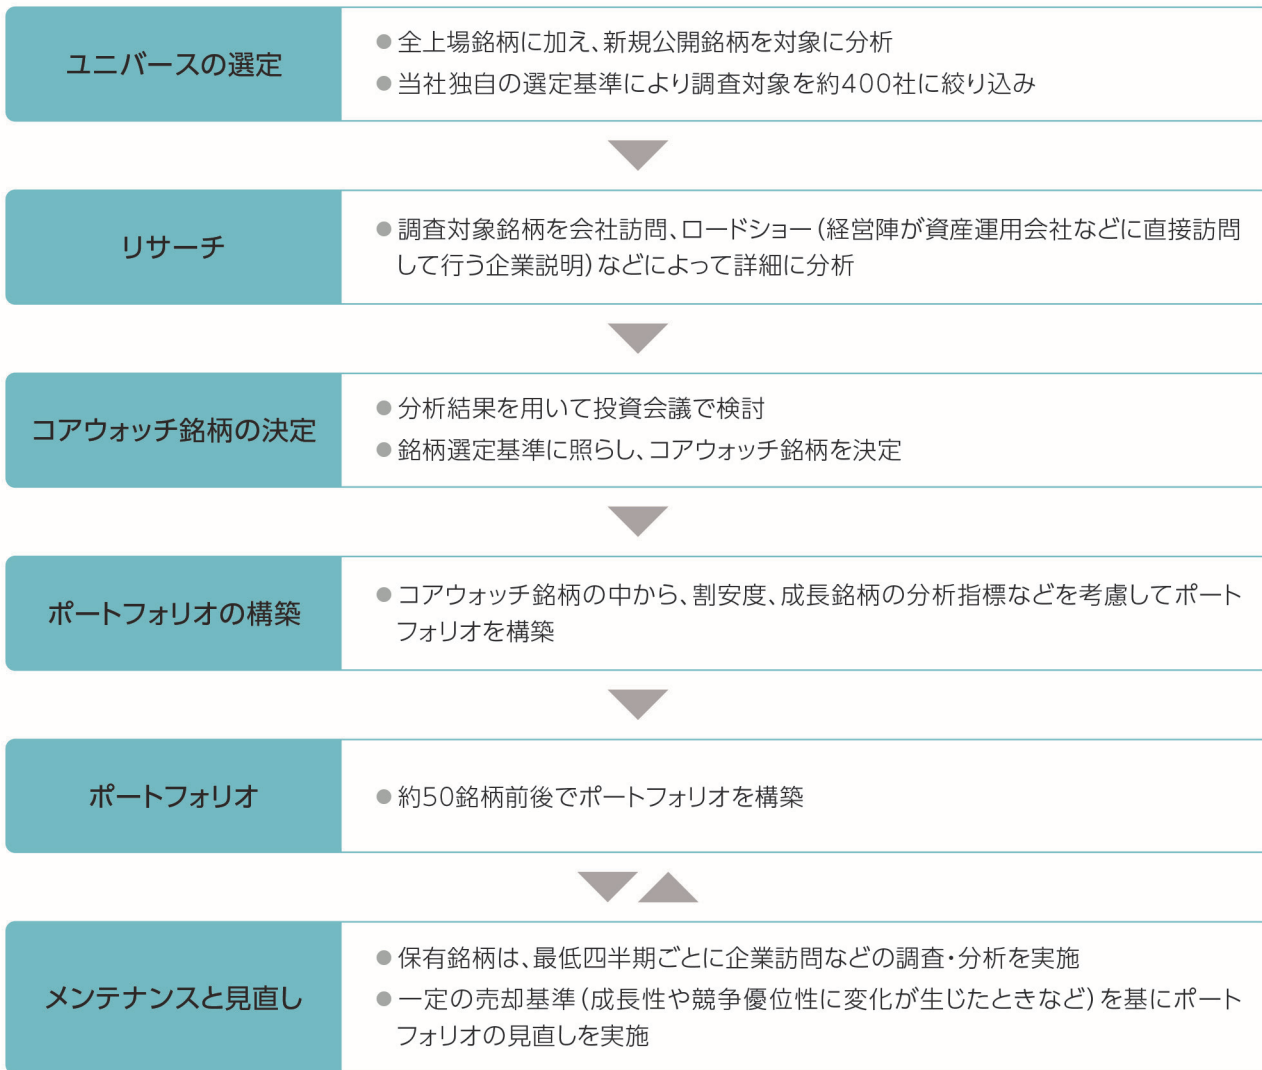 ユニバースの選定
●全上場銘柄に加え、新規公開銘柄を対象に分析
●当社独自の選定基準により調査対象を約400社に絞り込み
リサーチ
●調査対象銘柄を会社訪問、ロードショー（経営陣が資産運用会社などに直接訪問
して行う企業説明）などによって詳細に分析
コアウォッチ銘柄の決定
●分析結果を用いて投資会議で検討
●銘柄選定基準に照らし、コアウォッチ銘柄を決定
ポートフォリオの構築
●コアウォッチ銘柄の中から、割安度、成長銘柄の分析指標などを考慮してポート
フォリオを構築
ポートフォリオ
●約50銘柄前後でポートフォリオを構築
メンテナンスと見直し
●保有銘柄は、最低四半期ごとに企業訪問などの調査・分析を実施
●一定の売却基準（成長性や競争優位性に変化が生じたときなど）を基にポート
フォリオの見直しを実施